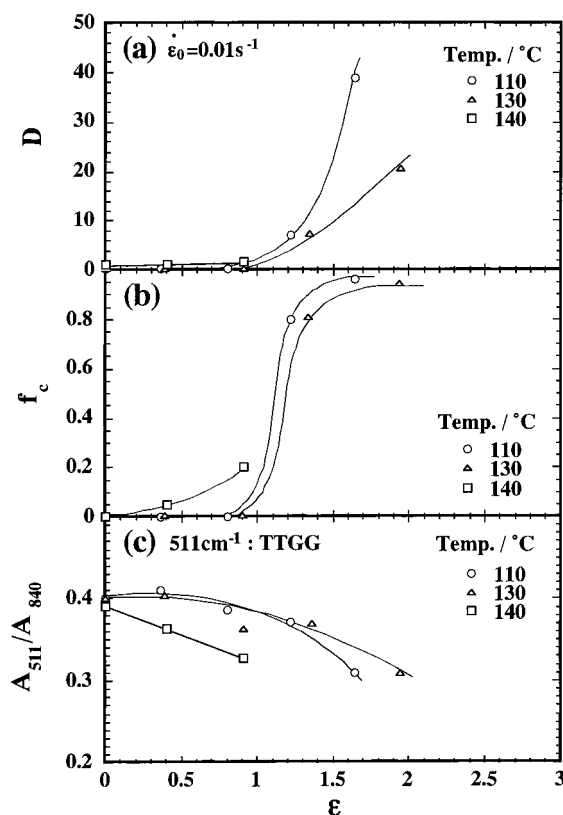 (a) ε̇₀=0.01s⁻¹
Temp. / °C
110
130
140
D
50
40
30
20
10
0
(b)
f_c
0.8
0.6
0.4
0.2
0
Temp. / °C
110
130
140
(c) 511cm⁻¹ : TTGG
Temp. / °C
110
130
140
A₅₁₁/A₈₄₀
0.4
0.3
0.2
0 0.5 1 1.5 2 2.5 3
ε